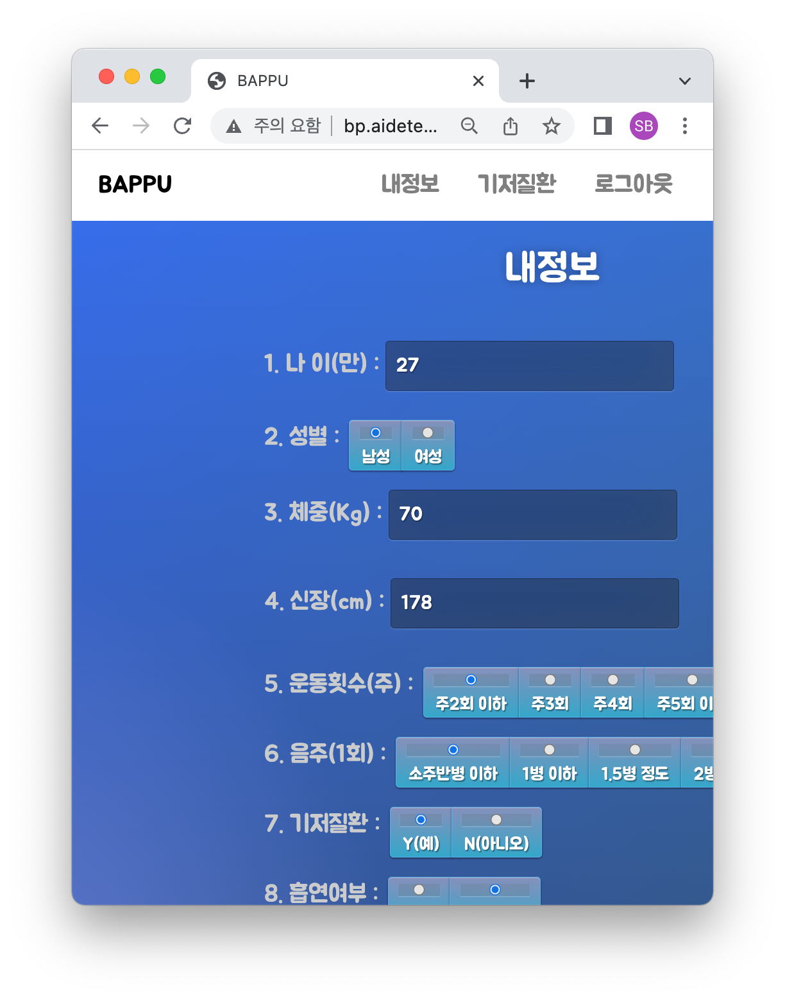 BAPPU
주의 요함 bp.aidete...
SB
BAPPU 내정보 기저질환 로그아웃
내정보
1. 나 이(만) : 27
2. 성별 : 남성 여성
3. 체중(Kg) : 70
4. 신장(cm) : 178
5. 운동횟수(주) : 주2회 이하 주3회 주4회 주5회
6. 음주(1회) : 소주반병 이하 1병 이하 1.5병 정도
7. 기저질환 : Y(예) N(아니오)
8. 흡연여부 :